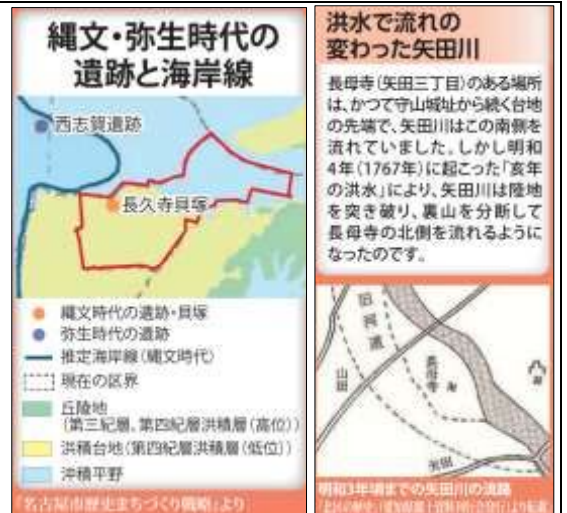 縄文・弥生時代の
遺跡と海岸線
西志賀遺跡
長久寺貝塚
縄文時代の遺跡・貝塚
弥生時代の遺跡
推定海岸線(縄文時代)
現在の区界
丘陵地
(第三紀層、第四紀層洪積層(高位))
洪積台地(第四紀層洪積層(低位))
沖積平野
「名古屋市歴史まちづくり戦略」より
洪水で流れの
変わった矢田川
長母寺(矢田三丁目)のある場所
は、かつて守山城址から続く台地
の先端で、矢田川はこの南側を
流れていました。しかし明和
4年(1767年)に起こった「亥年
の洪水」により、矢田川は陸地
を突き破り、裏山を分断して
長母寺の北側を流れるように
なったのです。
旧河道
長母寺
山田
矢田
明和3年頃までの矢田川の流路